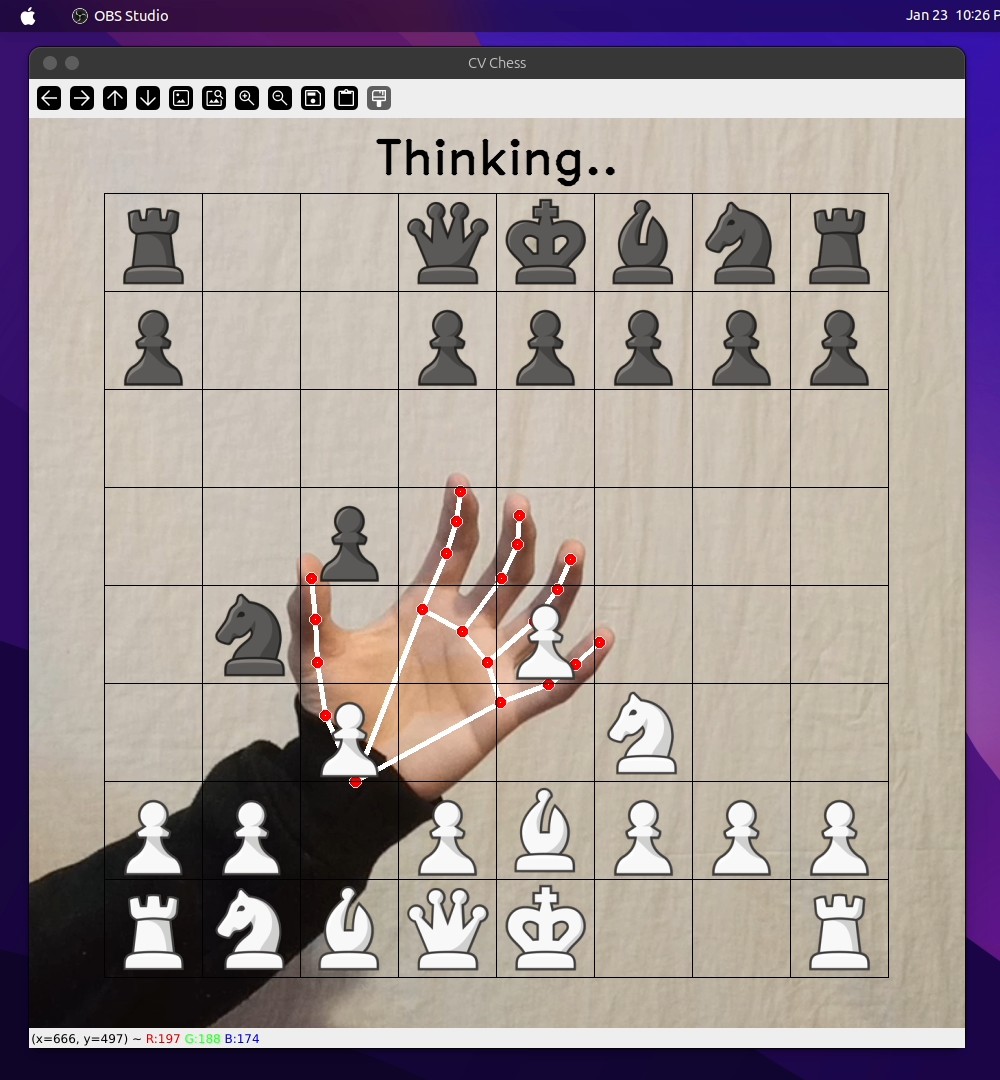 OBS Studio
Jan 23 10:26 P
CV Chess
Thinking..
(x=666, y=497) ~ R:197 G:188 B:174